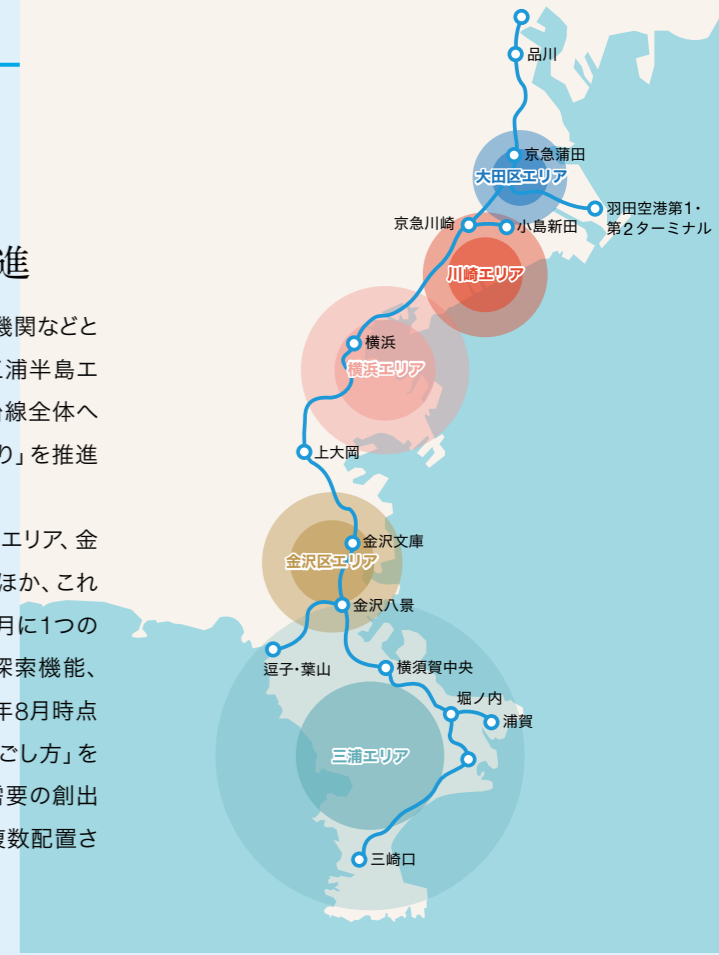 進
機関などと
三浦半島エ
沿線全体へ
り」を推進
エリア、金
ほか、これ
月に1つの
探索機能、
年8月時点
ごし方」を
需要の創出
複数配置さ
品川
京急蒲田
大田区エリア
羽田空港第1・
第2ターミナル
京急川崎
小島新田
川崎エリア
横浜
横浜エリア
上大岡
金沢文庫
金沢区エリア
金沢八景
逗子・葉山
横須賀中央
堀ノ内
浦賀
三浦エリア
三崎口